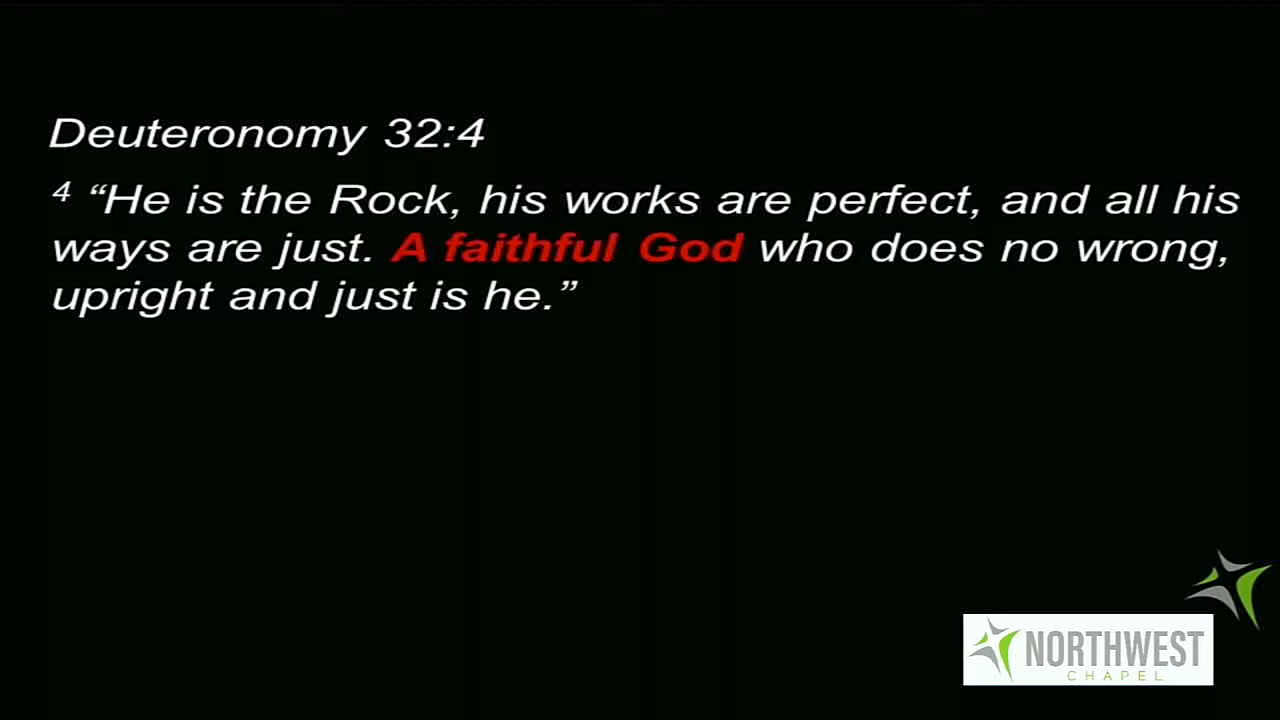 Deuteronomy 32:4
4 “He is the Rock, his works are perfect, and all his
ways are just. A faithful God who does no wrong,
upright and just is he.”
NORTHWEST
CHAPEL